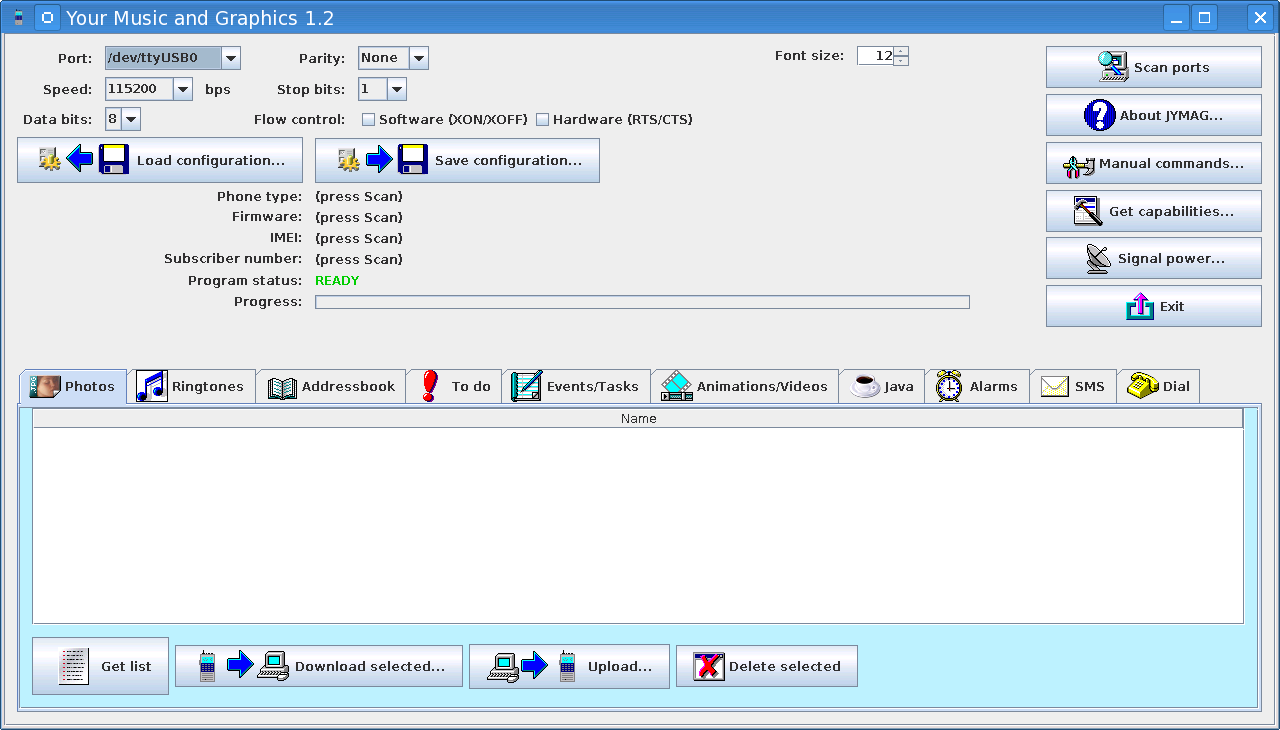 Your Music and Graphics 1.2
Port: /dev/ttyUSB0 Parity: None Font size: 12
Speed: 115200 bps Stop bits: 1
Data bits: 8 Flow control: Software (XON/XOFF) Hardware (RTS/CTS)
Load configuration... Save configuration...
Phone type: (press Scan)
Firmware: (press Scan)
IMEI: (press Scan)
Subscriber number: (press Scan)
Program status: READY
Progress:
Scan ports
About JYMAG...
Manual commands...
Get capabilities...
Signal power...
Exit
JPG Photos Ringtones Addressbook To do Events/Tasks Animations/Videos Java Alarms SMS Dial
Name
Get list Download selected... Upload... Delete selected